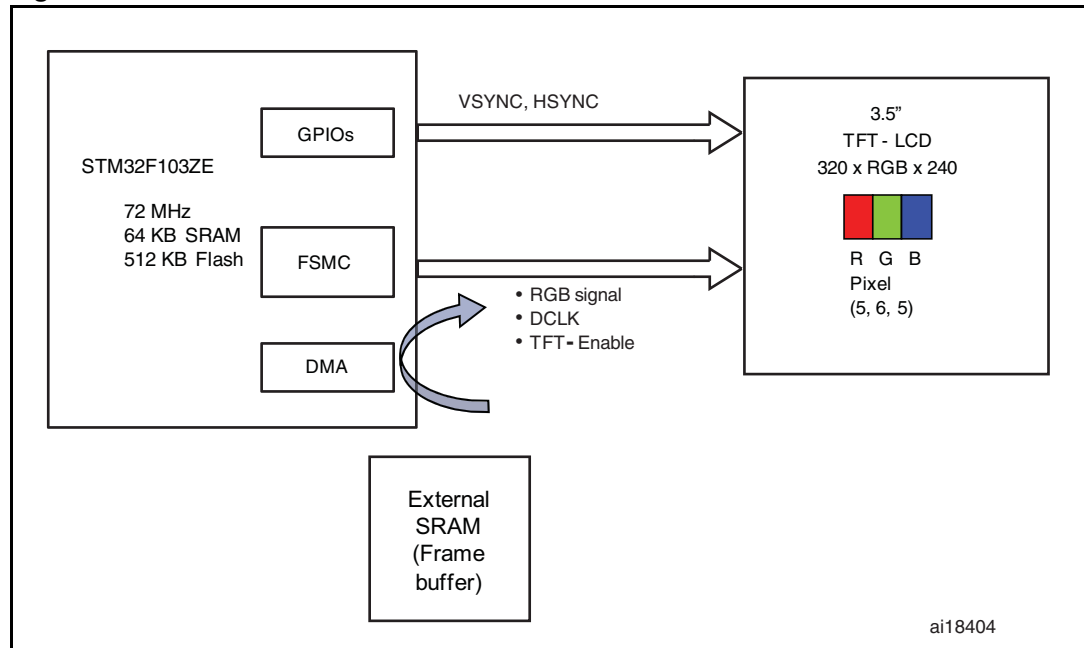 STM32F103ZE
72 MHz
64 KB SRAM
512 KB Flash
GPIOs
FSMC
DMA
VSYNC, HSYNC
• RGB signal
• DCLK
• TFT-Enable
3.5”
TFT - LCD
320 x RGB x 240
R G B
Pixel
(5, 6, 5)
External
SRAM
(Frame
buffer)
ai18404